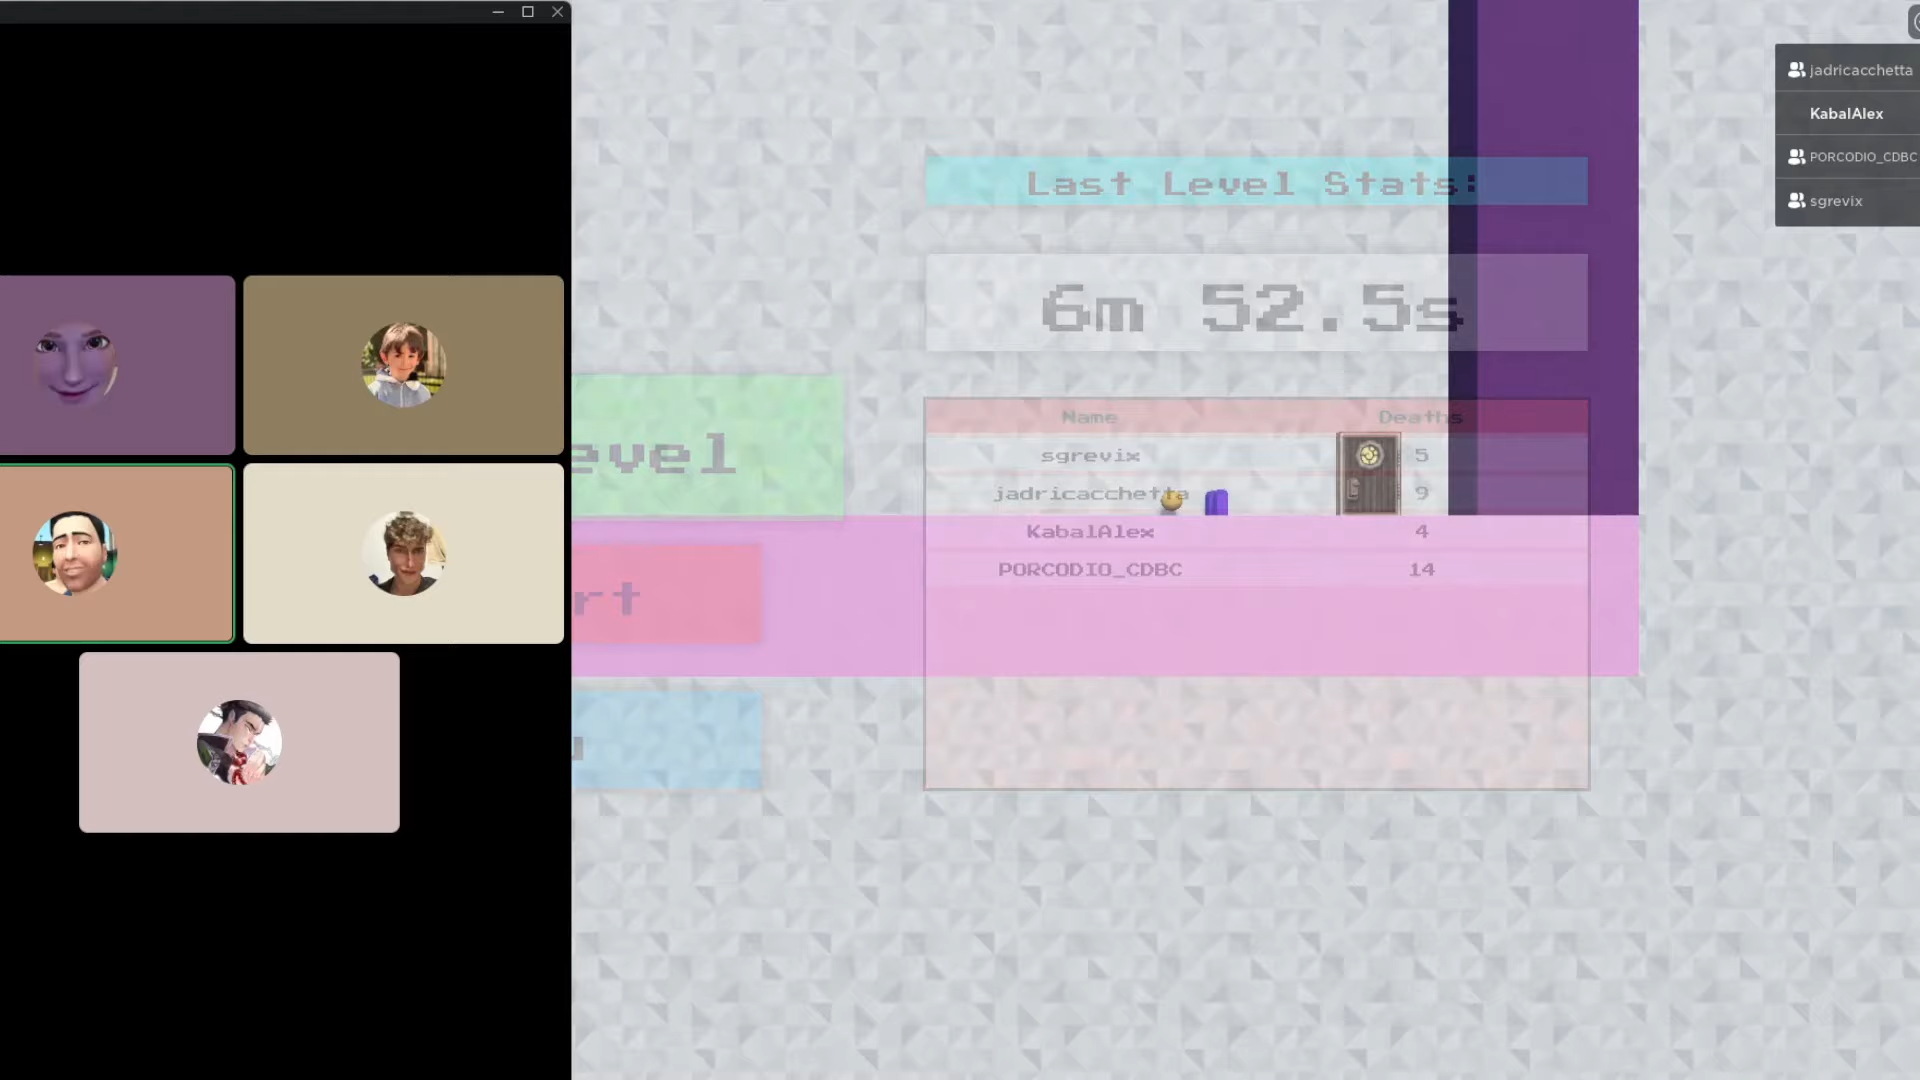 jadricacchetta
KabalAlex
PORCODIO_CDBC
sgrevix
Last Level Stats:
6m 52.5s
Name Deaths
sgrevix 5
jadricacchetta 9
KabalAlex 4
PORCODIO_CDBC 14
evel
rt